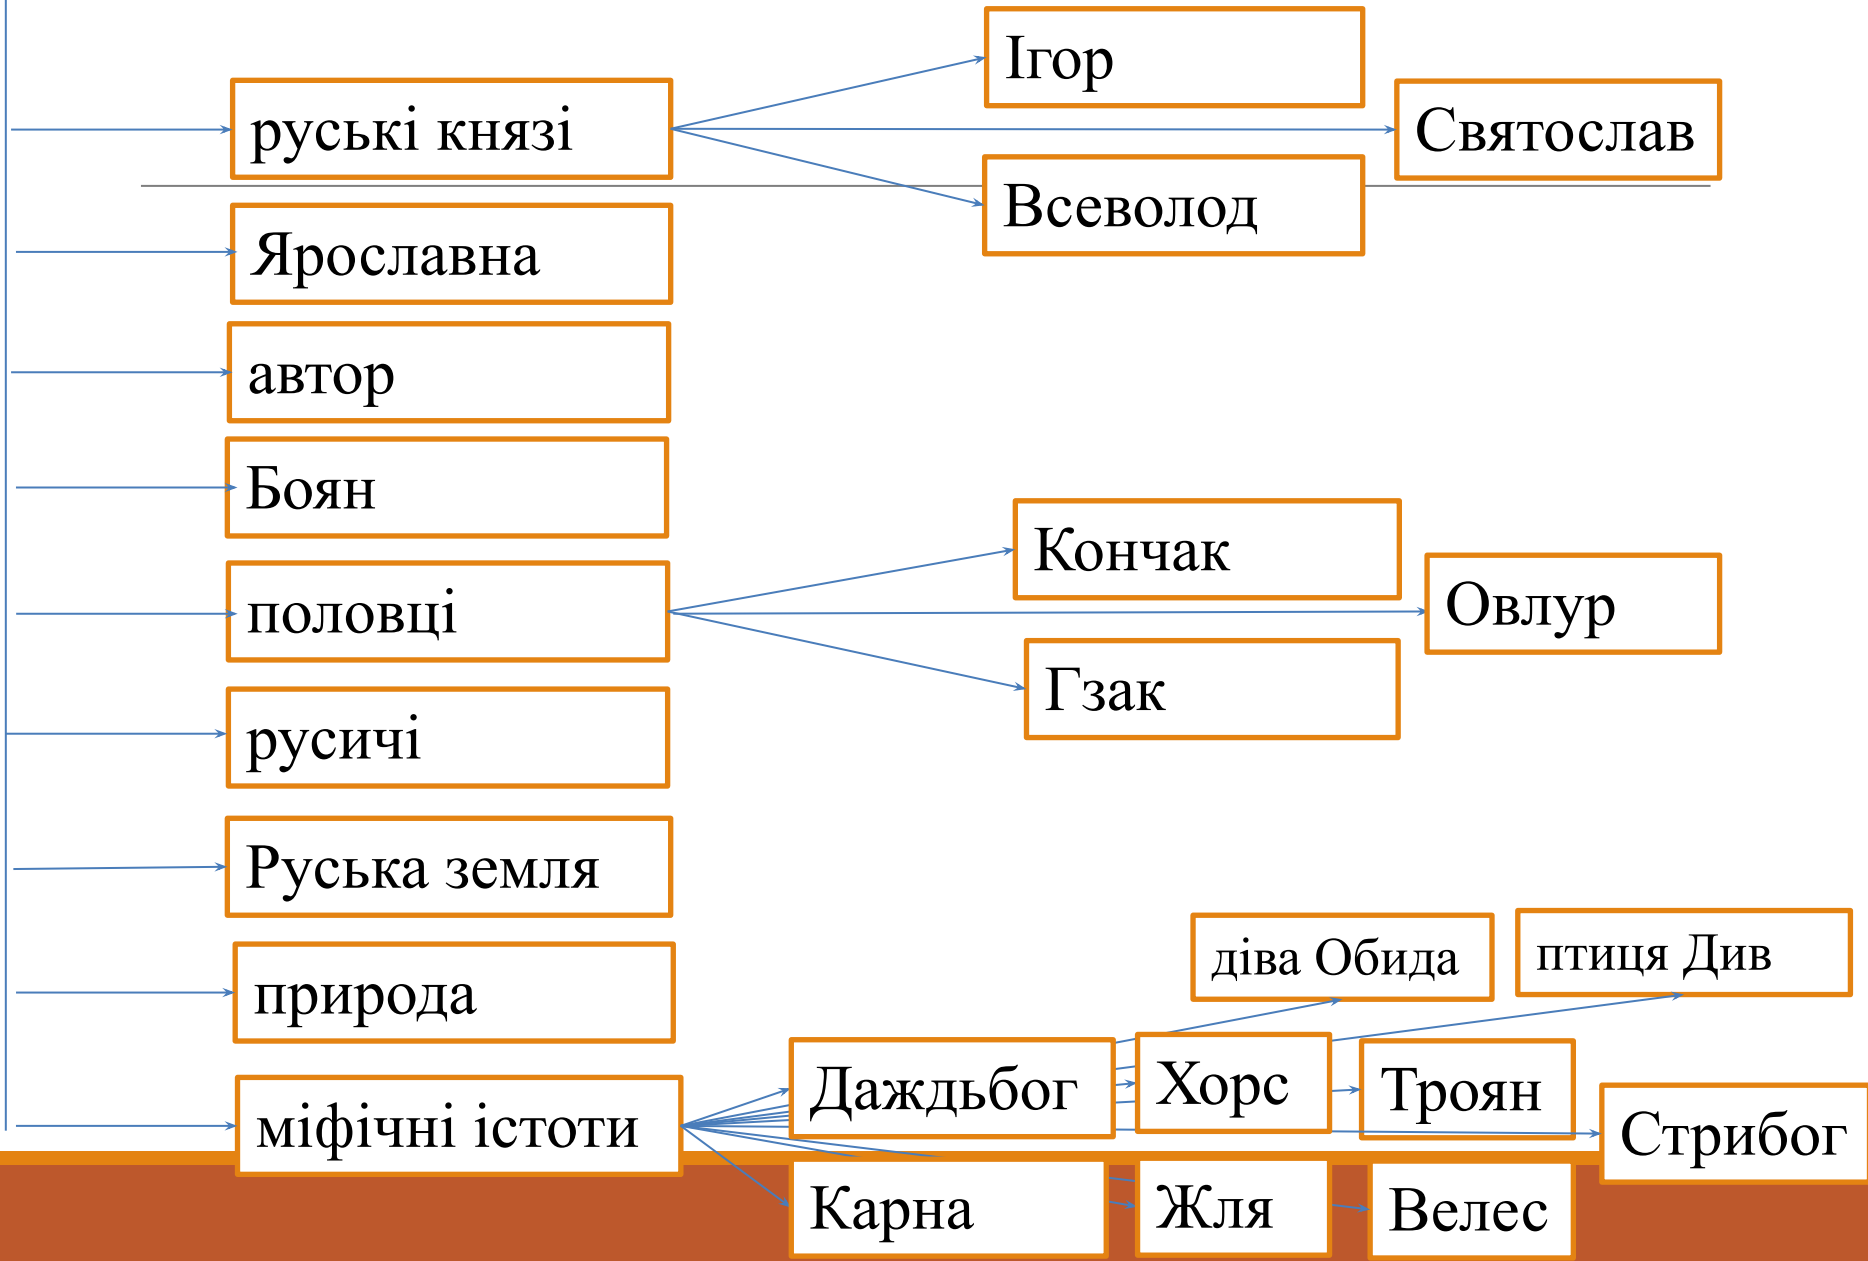 руські князі
Ігор
Святослав
Всеволод
Ярославна
автор
Боян
половці
Кончак
Овлур
Гзак
русичі
Руська земля
природа
міфічні істоти
діва Обида
птиця Див
Даждьбог
Хорс
Троян
Стрибог
Карна
Жля
Велес